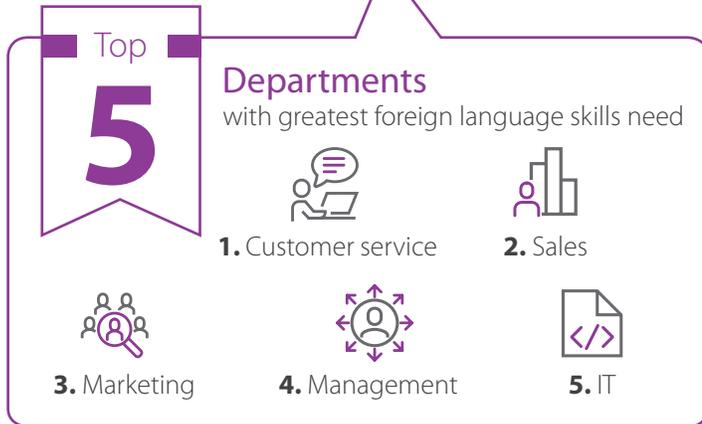 Top
5
Departments
with greatest foreign language skills need
1. Customer service
2. Sales
3. Marketing
4. Management
5. IT